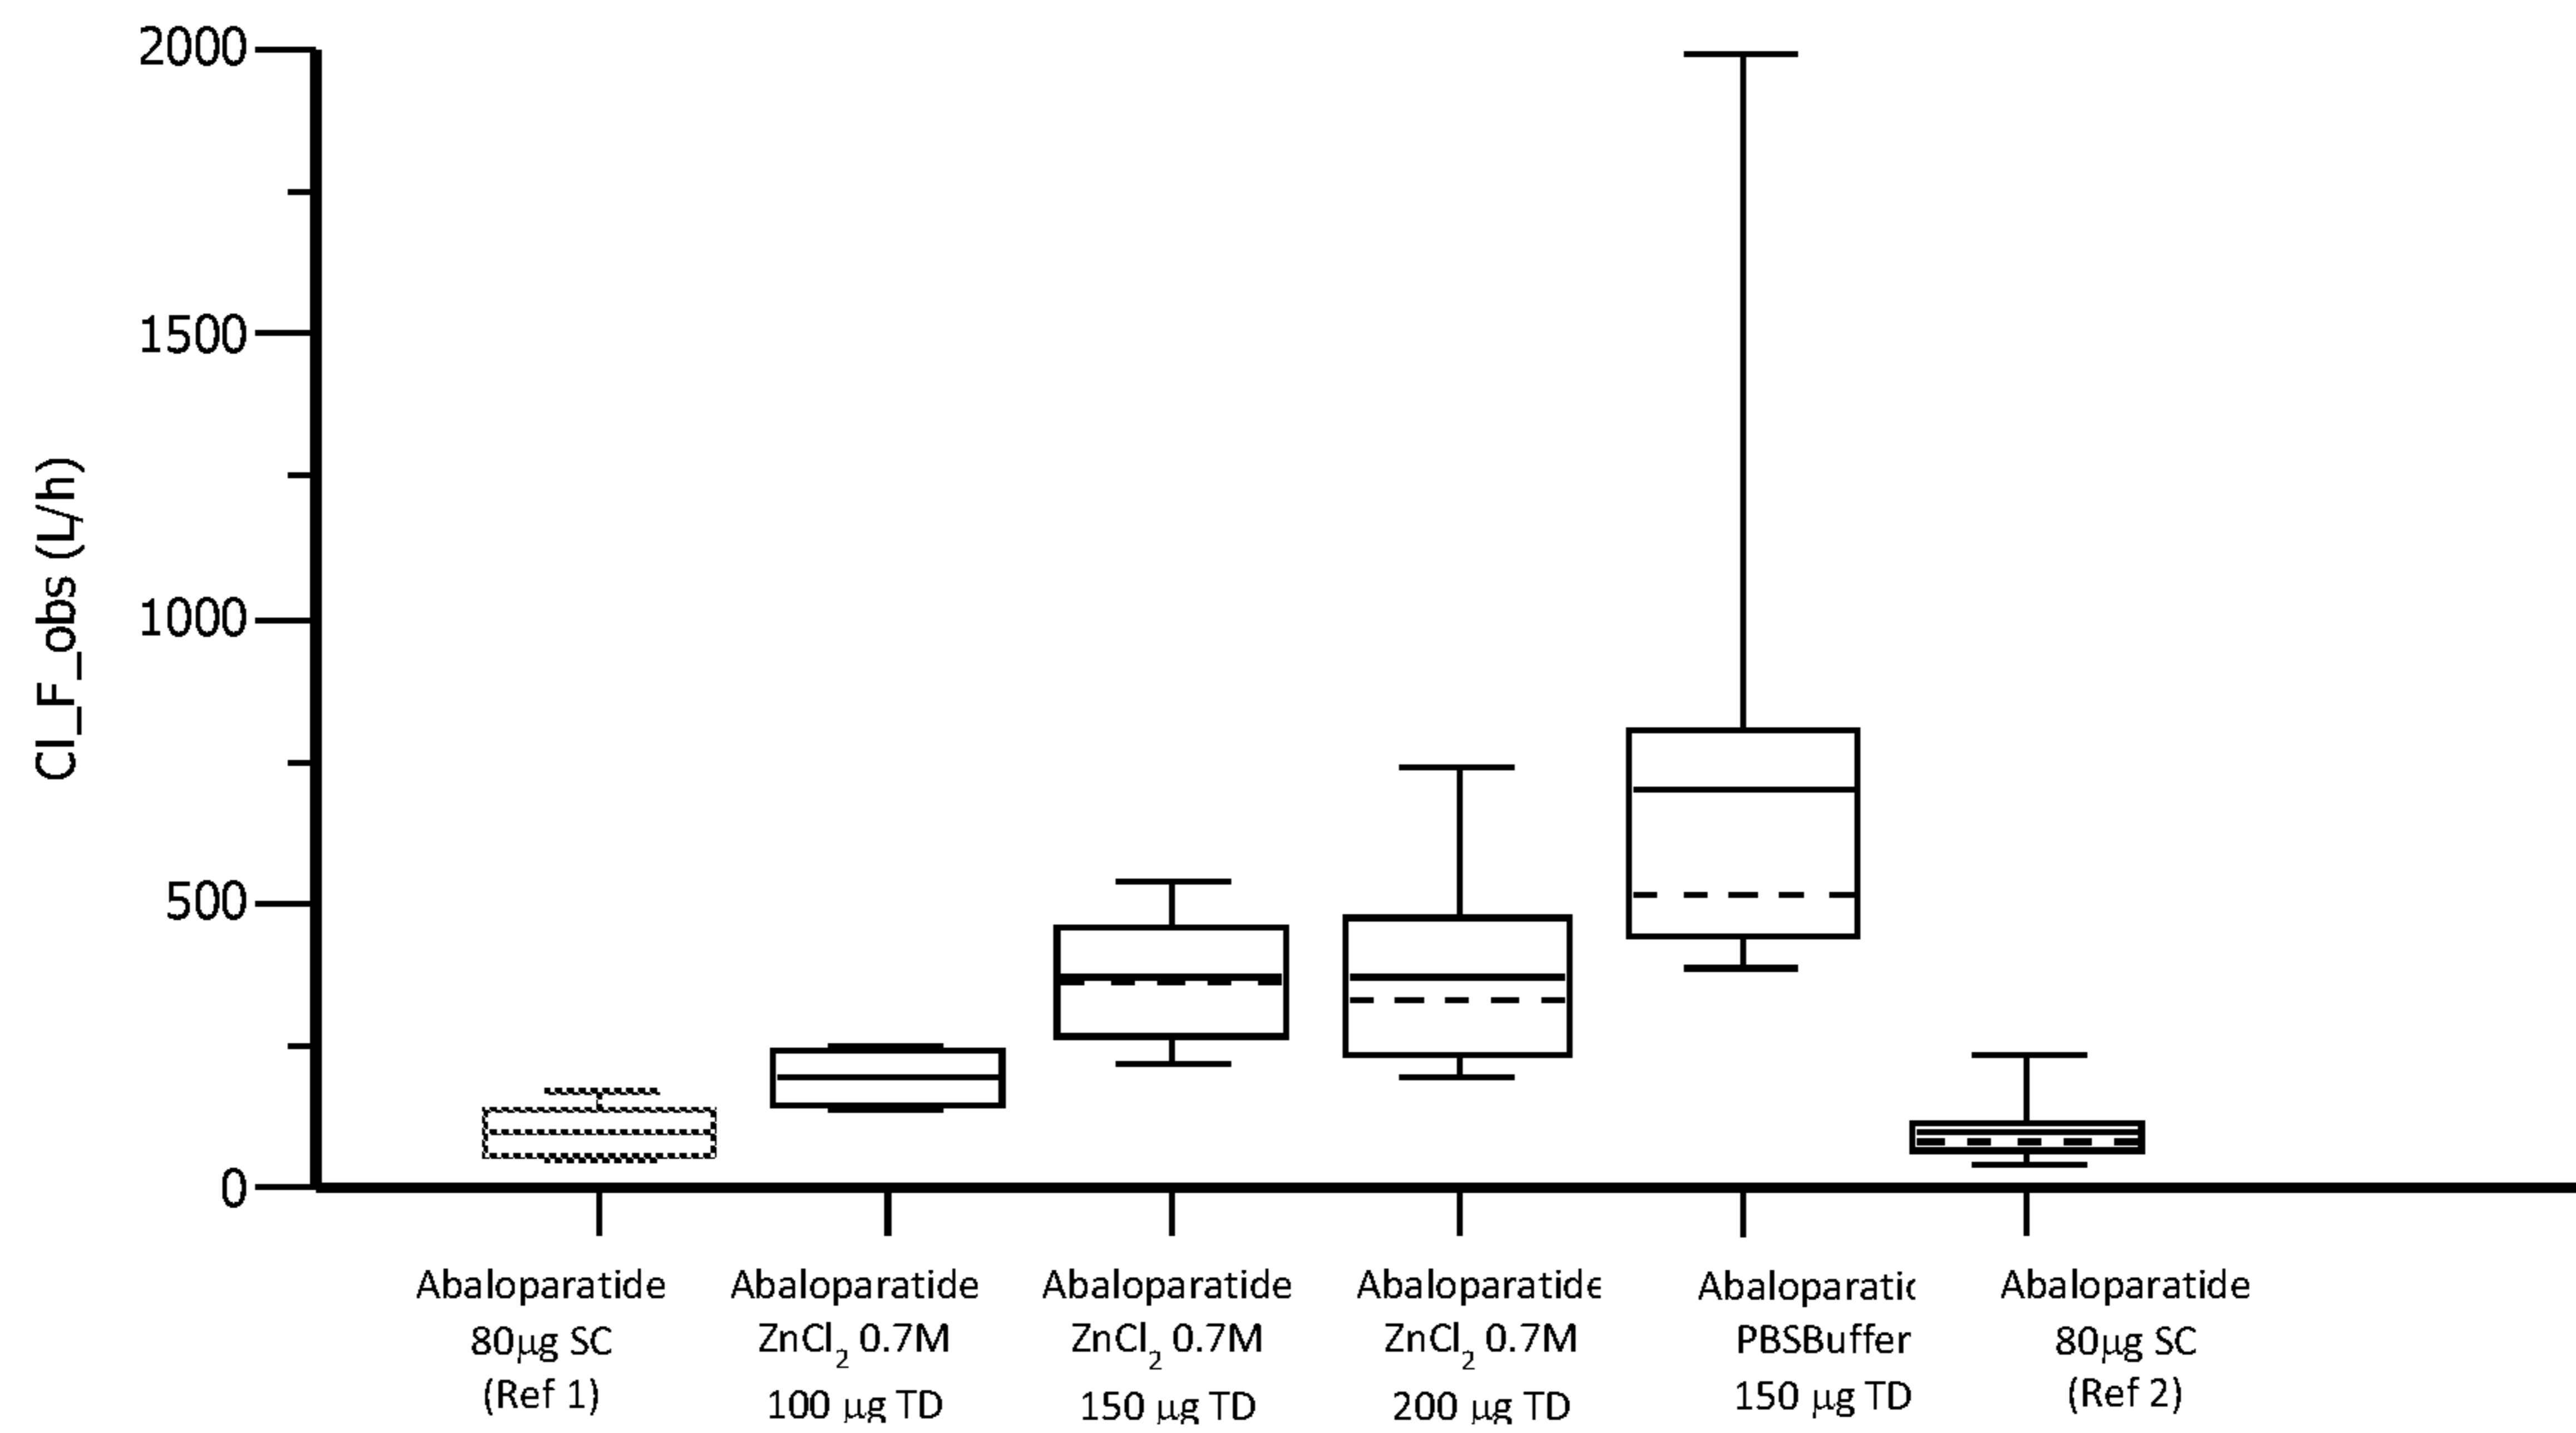 2000
1500
1000
500
0
Cl_F_obs (L/h)
Abaloparatide
80µg SC
(Ref 1)
Abaloparatide
ZnCl₂ 0.7M
100 µg TD
Abaloparatide
ZnCl₂ 0.7M
150 µg TD
Abaloparatide
ZnCl₂ 0.7M
200 µg TD
Abaloparatic
PBSBuffer
150 µg TD
Abaloparatide
80µg SC
(Ref 2)